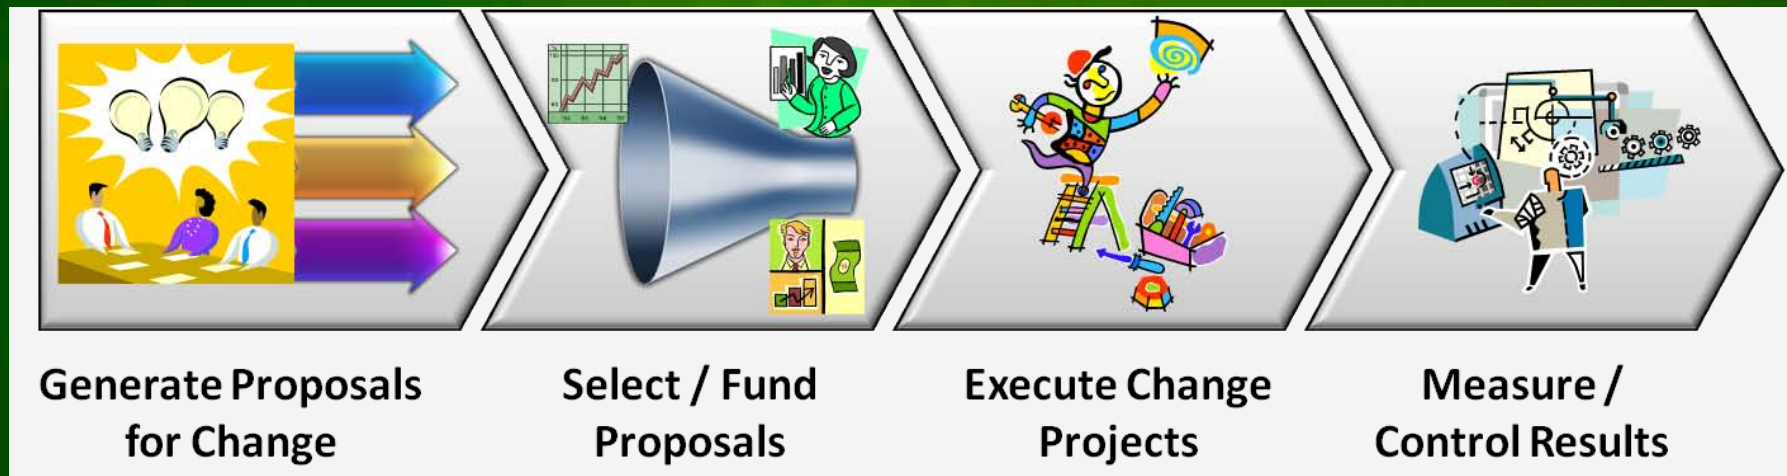 Generate Proposals
for Change
Select / Fund
Proposals
Execute Change
Projects
Measure /
Control Results